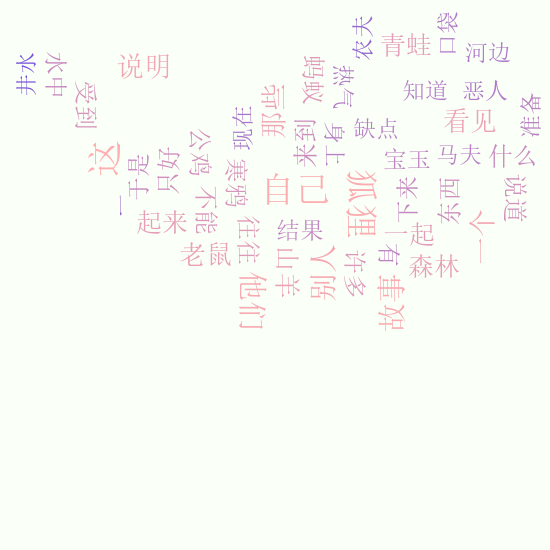 井水
水中
受到
说明
这
一
于是
只好
起来
公鸡
不能
老鼠
寒鸦
往往
他们
现在
那些
自己
山羊
结果
别人
来到
蚂蚁
身上
热气
许多
狐狸
缺点
农夫
青蛙
口袋
河边
知道
恶人
准备
看见
宝玉
马夫
什么
下来
东西
说道
一起
有
森林
一个
故事